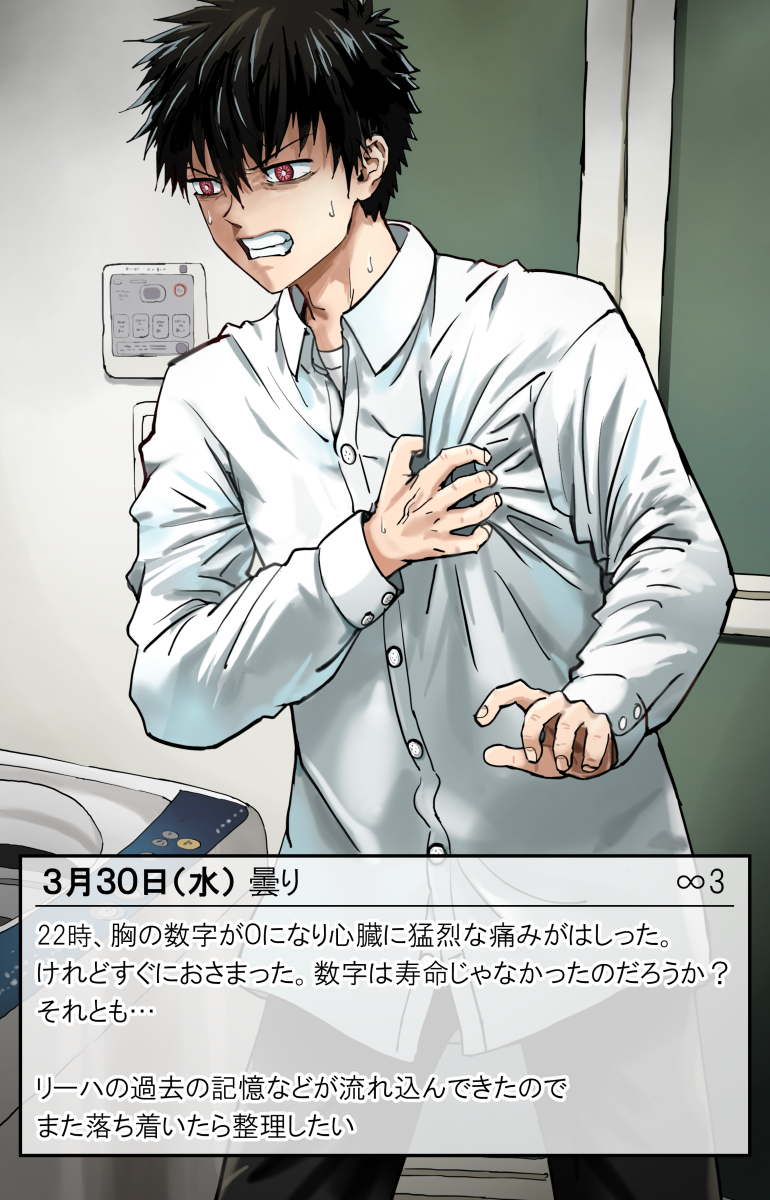 3月30日(水) 曇り ∞3
22時、胸の数字が0になり心臓に猛烈な痛みがはしった。
けれどすぐにおさまった。数字は寿命じゃなかったのだろうか？
それとも…
リーハの過去の記憶などが流れ込んできたので
また落ち着いたら整理したい